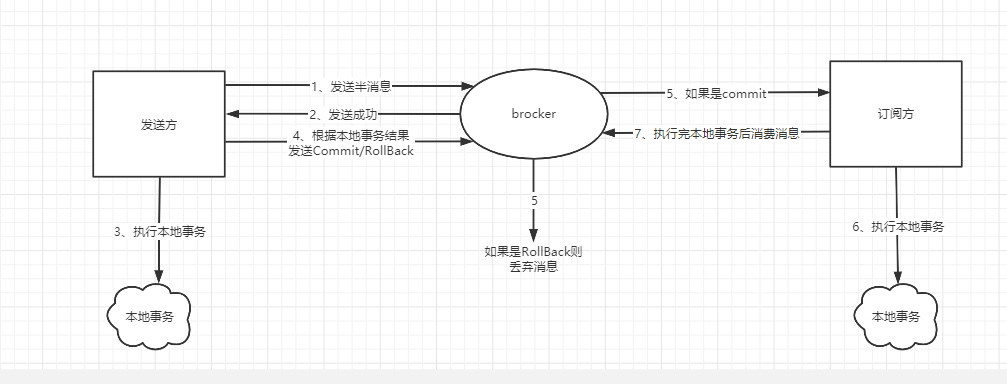 1、发送半消息
2、发送成功
4、根据本地事务结果
发送Commit/RollBack
发送方
brocker
5、如果是commit
7、执行完本地事务后消费消息
订阅方
3、执行本地事务
5
如果是RollBack则
丢弃消息
6、执行本地事务
本地事务
本地事务